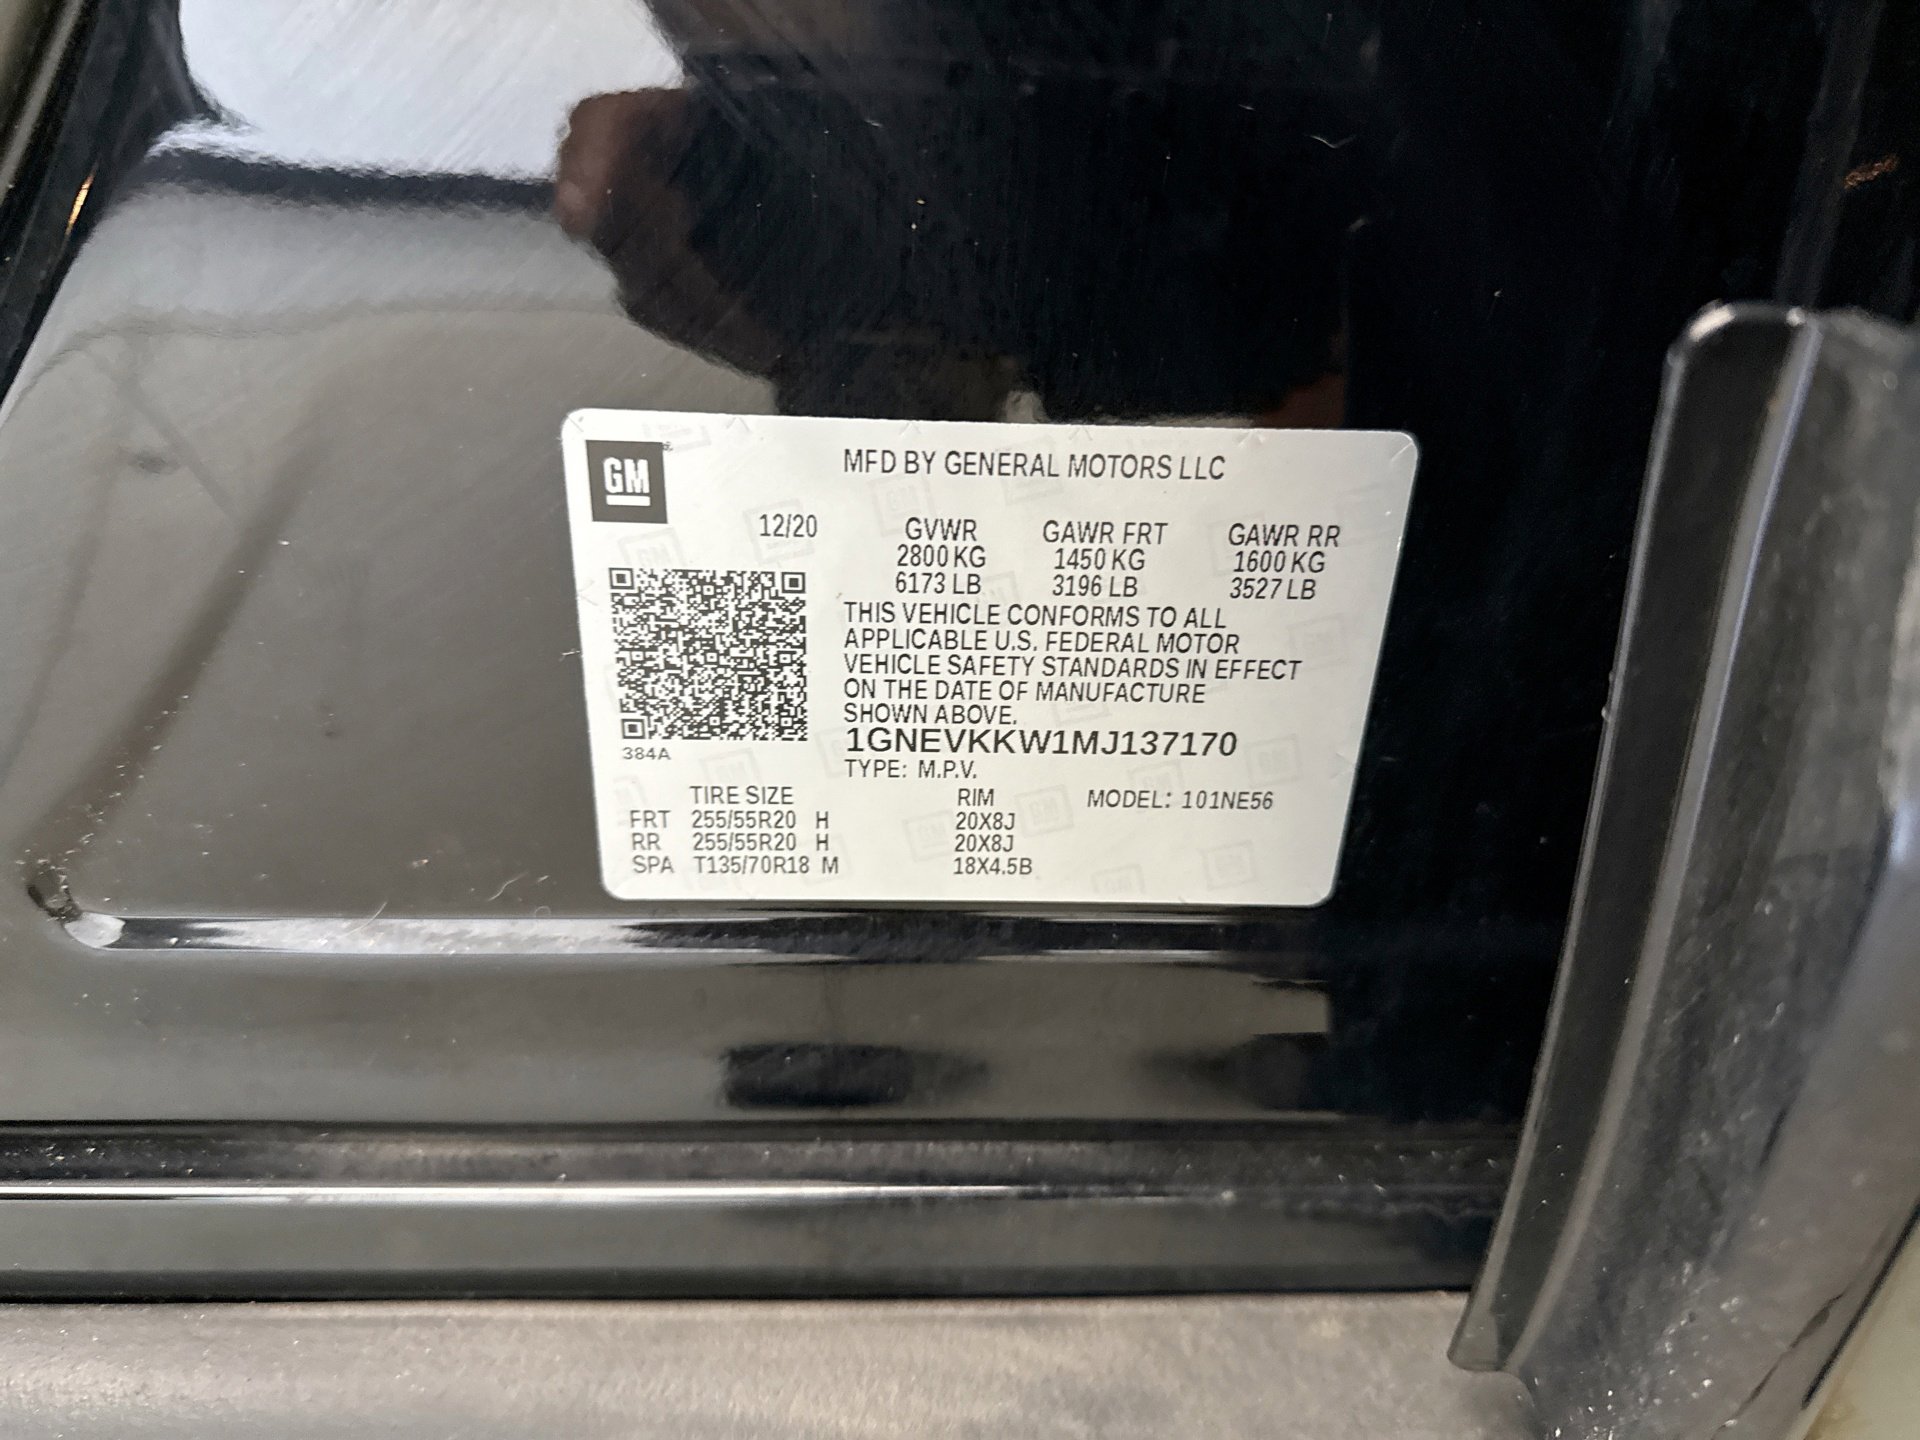 GM
MFD BY GENERAL MOTORS LLC
12/20 GVWR GAWR FRT GAWR RR
2800 KG 1450 KG 1600 KG
6173 LB 3196 LB 3527 LB
THIS VEHICLE CONFORMS TO ALL
APPLICABLE U.S. FEDERAL MOTOR
VEHICLE SAFETY STANDARDS IN EFFECT
ON THE DATE OF MANUFACTURE
SHOWN ABOVE.
384A
1GNEVKKW1MJ137170
TYPE: M.P.V.
TIRE SIZE RIM MODEL: 101NE56
FRT 255/55R20 H 20X8J
RR 255/55R20 H 20X8J
SPA T135/70R18 M 18X4.5B